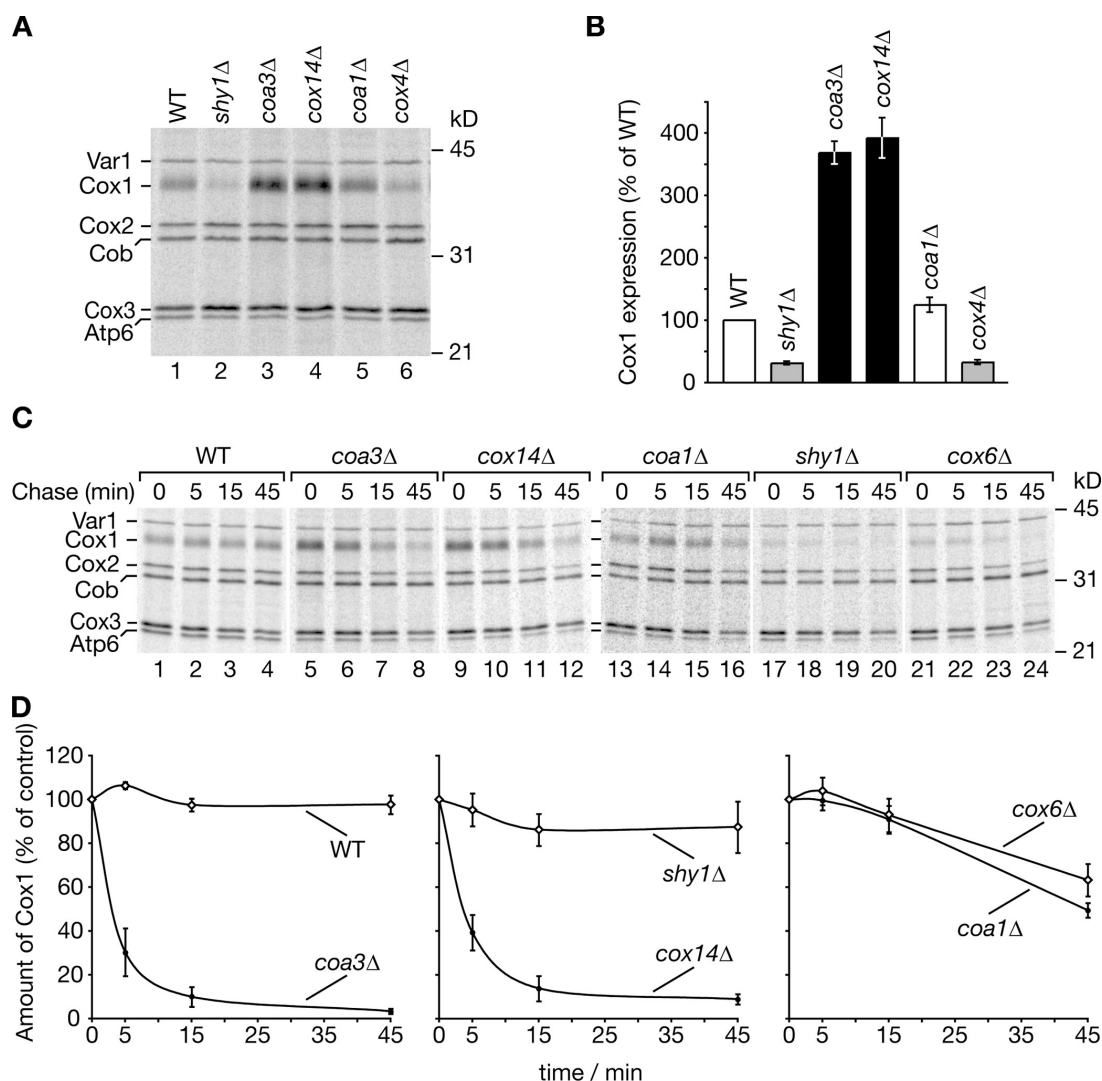 A
WT shy1Δ coa3Δ cox14Δ coa1Δ cox4Δ
kD
45
Var1
Cox1
Cox2
Cob
31
Cox3
Atp6
21
1 2 3 4 5 6
B
Cox1 expression (% of WT)
400
300
200
100
0
WT shy1Δ coa3Δ cox14Δ coa1Δ cox4Δ
C
WT coa3Δ cox14Δ coa1Δ shy1Δ cox6Δ
Chase (min) 0 5 15 45 0 5 15 45 0 5 15 45 0 5 15 45 0 5 15 45 0 5 15 45
kD
45
Var1
Cox1
Cox2
Cob
31
Cox3
Atp6
21
1 2 3 4 5 6 7 8 9 10 11 12 13 14 15 16 17 18 19 20 21 22 23 24
D
Amount of Cox1 (% of control)
120
100
80
60
40
20
0
WT
coa3Δ
0 5 15 25 35 45
shy1Δ
cox14Δ
0 5 15 25 35 45
cox6Δ
coa1Δ
0 5 15 25 35 45
time / min